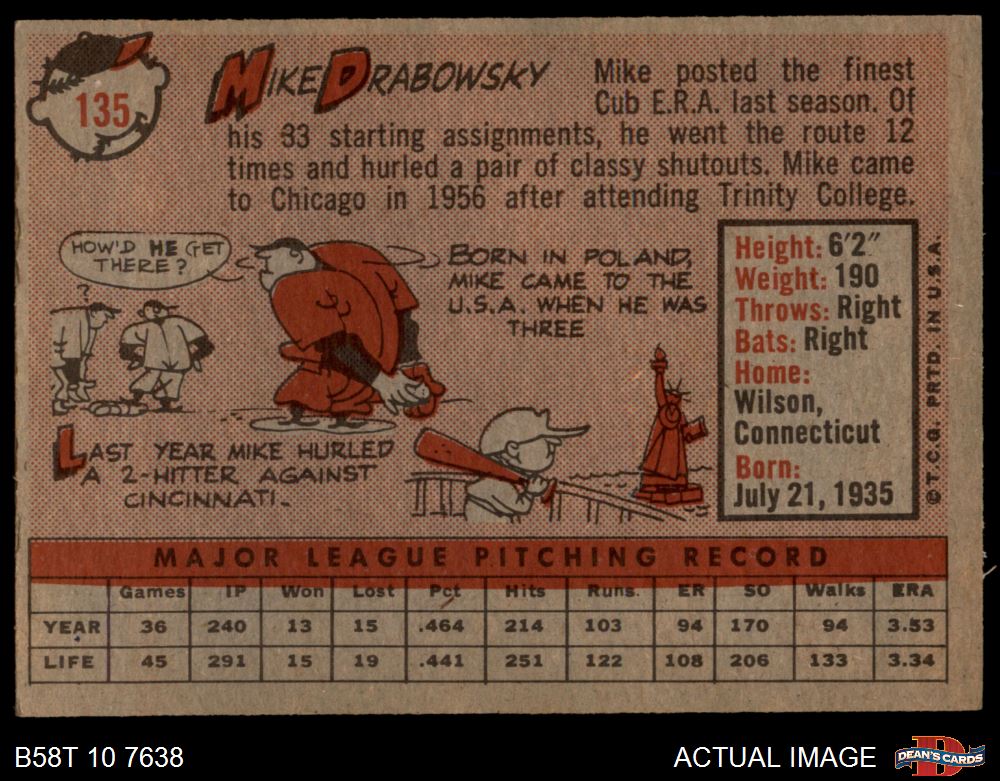 135
MIKE DRABOWSKY
Mike posted the finest
Cub E.R.A. last season. Of
his 33 starting assignments, he went the route 12
times and hurled a pair of classy shutouts. Mike came
to Chicago in 1956 after attending Trinity College.
HOW'D HE GET
THERE?
?
BORN IN POLAND,
MIKE CAME TO THE
U.S.A. WHEN HE WAS
THREE
LAST YEAR MIKE HURLED
A 2-HITTER AGAINST
CINCINNATI.
Height: 6'2"
Weight: 190
Throws: Right
Bats: Right
Home:
Wilson,
Connecticut
Born:
July 21, 1935
© T.C.G. PRTD. IN U.S.A.
MAJOR LEAGUE PITCHING RECORD
Games IP Won Lost Pct Hits Runs. ER SO Walks ERA
YEAR 36 240 13 15 .464 214 103 94 170 94 3.53
LIFE 45 291 15 19 .441 251 122 108 206 133 3.34
B58T 10 7638
ACTUAL IMAGE
D
DEAN'S CARDS